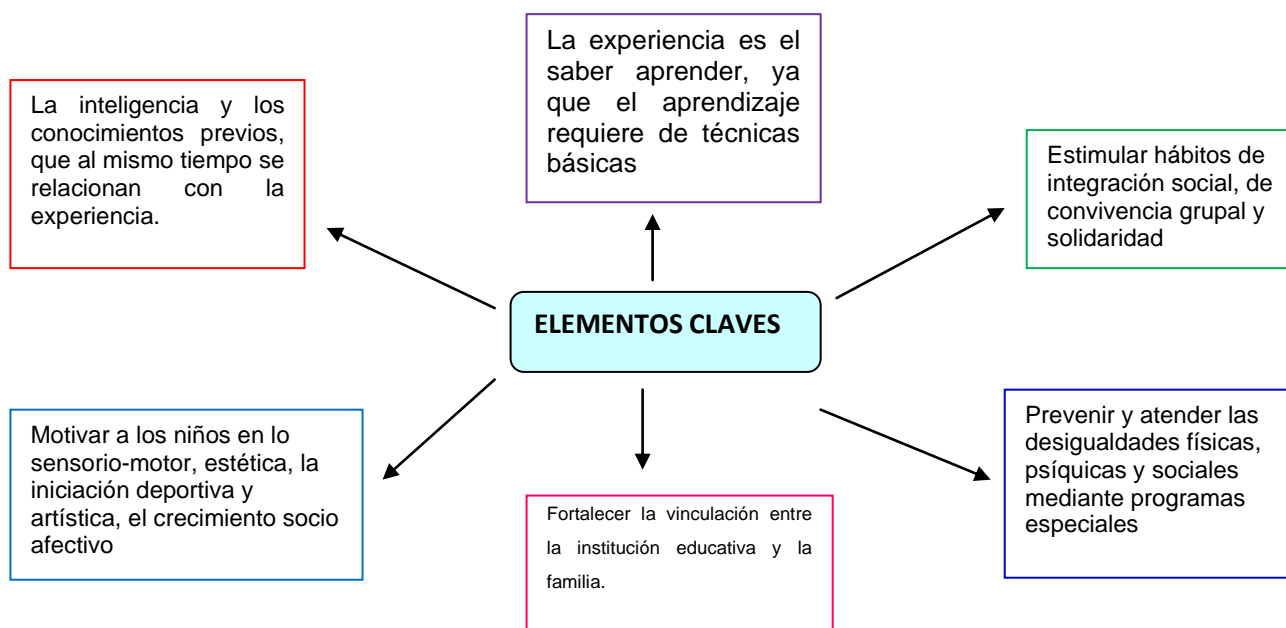 La experiencia es el
saber aprender, ya
que el aprendizaje
requiere de técnicas
básicas
La inteligencia y los
conocimientos previos,
que al mismo tiempo se
relacionan con la
experiencia.
Estimular hábitos de
integración social, de
convivencia grupal y
solidaridad
ELEMENTOS CLAVES
Motivar a los niños en lo
sensorio-motor, estética, la
iniciación deportiva y
artística, el crecimiento socio
afectivo
Fortalecer la vinculación entre
la institución educativa y la
familia.
Prevenir y atender las
desigualdades físicas,
psíquicas y sociales
mediante programas
especiales